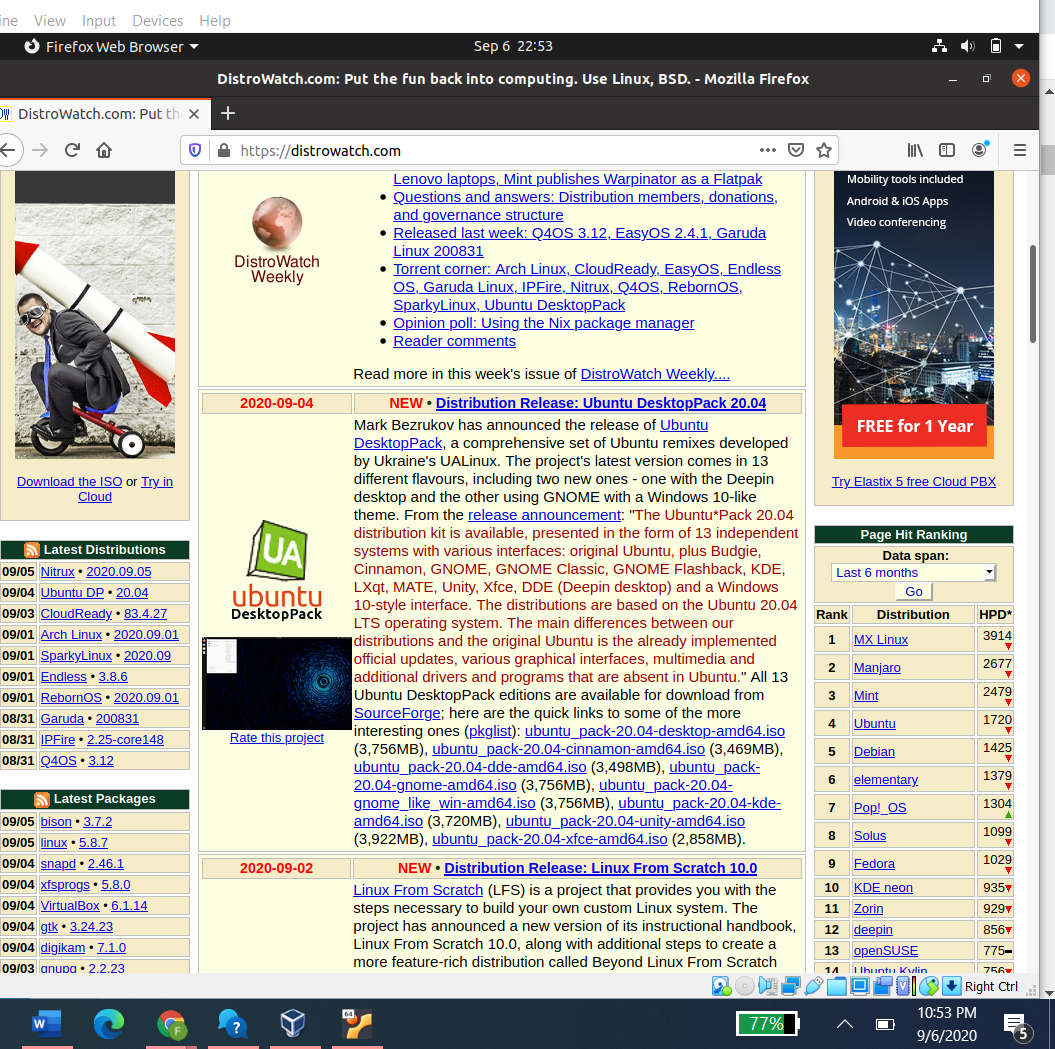 ine View Input Devices Help
Firefox Web Browser
Sep 6 22:53
DistroWatch.com: Put the fun back into computing. Use Linux, BSD. - Mozilla Firefox
DistroWatch.com: Put th
https://distrowatch.com
Download the ISO or Try in
Cloud
Latest Distributions
09/05 Nitrux • 2020.09.05
09/04 Ubuntu DP • 20.04
09/03 CloudReady • 83.4.27
09/01 Arch Linux • 2020.09.01
09/01 SparkyLinux • 2020.09
09/01 Endless • 3.8.6
09/01 RebornOS • 2020.09.01
08/31 Garuda • 200831
08/31 IPFire • 2.25-core148
08/31 Q4OS • 3.12
Latest Packages
09/05 bison • 3.7.2
09/05 linux • 5.8.7
09/04 snapd • 2.46.1
09/04 xfsprogs • 5.8.0
09/04 VirtualBox • 6.1.14
09/04 gtk • 3.24.23
09/04 digikam • 7.1.0
09/03 gnupg • 2.2.23
DistroWatch
Weekly
Lenovo laptops, Mint publishes Warpinator as a Flatpak
• Questions and answers: Distribution members, donations,
and governance structure
• Released last week: Q4OS 3.12, EasyOS 2.4.1, Garuda
Linux 200831
• Torrent corner: Arch Linux, CloudReady, EasyOS, Endless
OS, Garuda Linux, IPFire, Nitrux, Q4OS, RebornOS,
SparkyLinux, Ubuntu DesktopPack
• Opinion poll: Using the Nix package manager
• Reader comments
Read more in this week's issue of DistroWatch Weekly....
2020-09-04
NEW • Distribution Release: Ubuntu DesktopPack 20.04
UA
ubuntu
DesktopPack
Rate this project
Mark Bezrukov has announced the release of Ubuntu
DesktopPack, a comprehensive set of Ubuntu remixes developed
by Ukraine's UALinux. The project's latest version comes in 13
different flavours, including two new ones - one with the Deepin
desktop and the other using GNOME with a Windows 10-like
theme. From the release announcement: "The Ubuntu*Pack 20.04
distribution kit is available, presented in the form of 13 independent
systems with various interfaces: original Ubuntu, plus Budgie,
Cinnamon, GNOME, GNOME Classic, GNOME Flashback, KDE,
LXqt, MATE, Unity, Xfce, DDE (Deepin desktop) and a Windows
10-style interface. The distributions are based on the Ubuntu 20.04
LTS operating system. The main differences between our
distributions and the original Ubuntu is the already implemented
official updates, various graphical interfaces, multimedia and
additional drivers and programs that are absent in Ubuntu." All 13
Ubuntu DesktopPack editions are available for download from
SourceForge; here are the quick links to some of the more
interesting ones (pkglist): ubuntu_pack-20.04-desktop-amd64.iso
(3,756MB), ubuntu_pack-20.04-cinnamon-amd64.iso (3,469MB),
ubuntu_pack-20.04-dde-amd64.iso (3,498MB), ubuntu_pack-
20.04-gnome-amd64.iso (3,756MB), ubuntu_pack-20.04-
gnome_like_win-amd64.iso (3,756MB), ubuntu_pack-20.04-kde-
amd64.iso (3,720MB), ubuntu_pack-20.04-unity-amd64.iso
(3,922MB), ubuntu_pack-20.04-xfce-amd64.iso (2,858MB).
2020-09-02
NEW • Distribution Release: Linux From Scratch 10.0
Linux From Scratch (LFS) is a project that provides you with the
steps necessary to build your own custom Linux system. The
project has announced a new version of its instructional handbook,
Linux From Scratch 10.0, along with additional steps to create a
more feature-rich distribution called Beyond Linux From Scratch
Mobility tools included
Android & iOS Apps
Video conferencing
FREE for 1 Year
Try Elastix 5 free Cloud PBX
Page Hit Ranking
Data span:
Last 6 months
Go
Rank Distribution HPD*
1 MX Linux 3914
2 Manjaro 2677
3 Mint 2479
4 Ubuntu 1720
5 Debian 1425
6 elementary 1379
7 Pop!_OS 1304
8 Solus 1099
9 Fedora 1029
10 KDE neon 935
11 Zorin 929
12 deepin 856
13 openSUSE 775
14 Ubuntu Kylin 756
Right Ctrl
77%
10:53 PM
9/6/2020
5